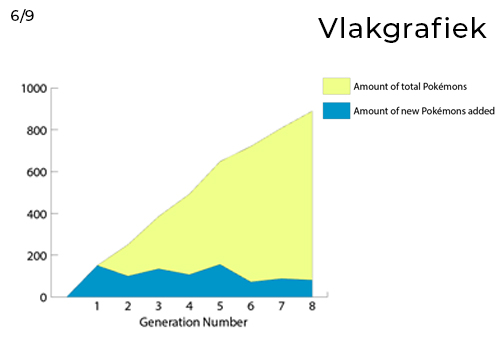 6/9
Vlakgrafiek
Amount of total Pokémons
Amount of new Pokémons added
1000
800
600
400
200
0
1 2 3 4 5 6 7 8
Generation Number